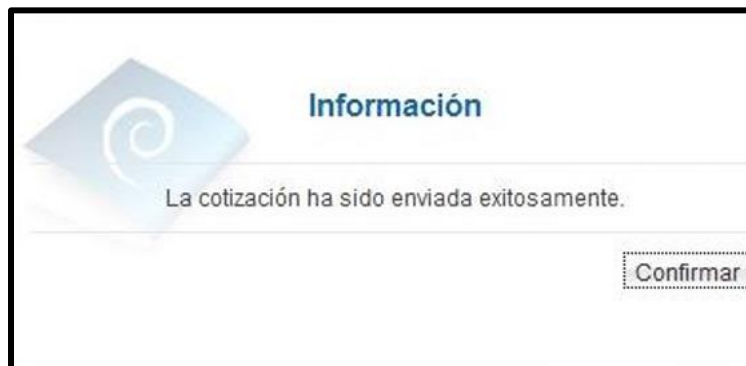 Información
La cotización ha sido enviada exitosamente.
Confirmar